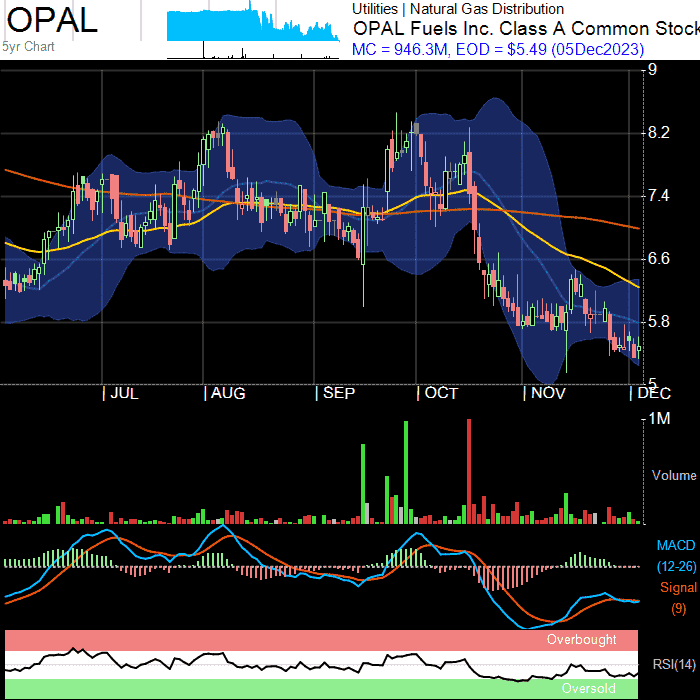 OPAL
5yr Chart
Utilities | Natural Gas Distribution
OPAL Fuels Inc. Class A Common Stock
MC = 946.3M, EOD = $5.49 (05Dec2023)
9
8.2
7.4
6.6
5.8
5
| JUL | AUG | SEP | OCT | NOV | DEC
1M
Volume
MACD
(12-26)
Signal
(9)
Overbought
RSI(14)
Oversold